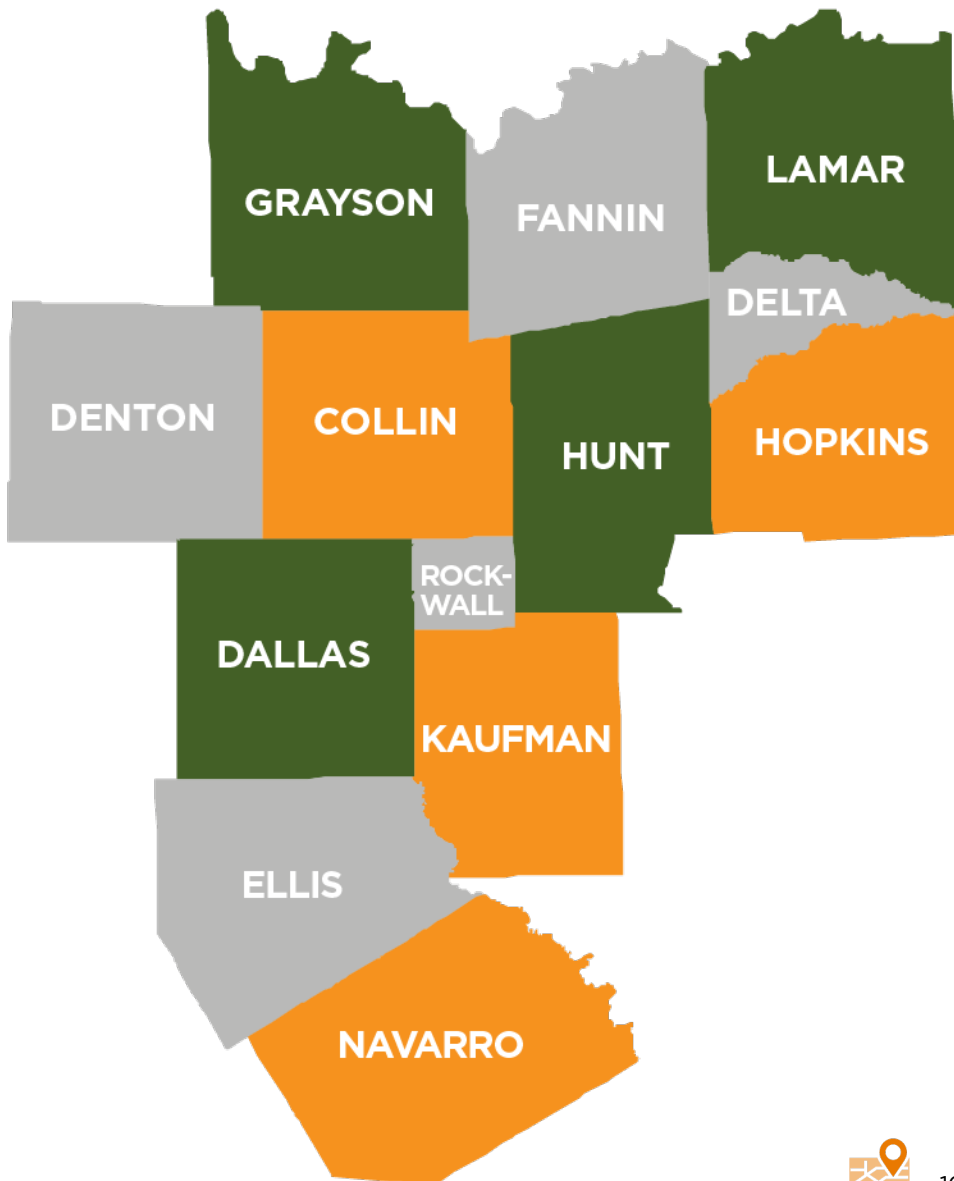 GRAYSON
FANNIN
LAMAR
DELTA
DENTON
COLLIN
HUNT
HOPKINS
ROCK-
WALL
DALLAS
KAUFMAN
ELLIS
NAVARRO